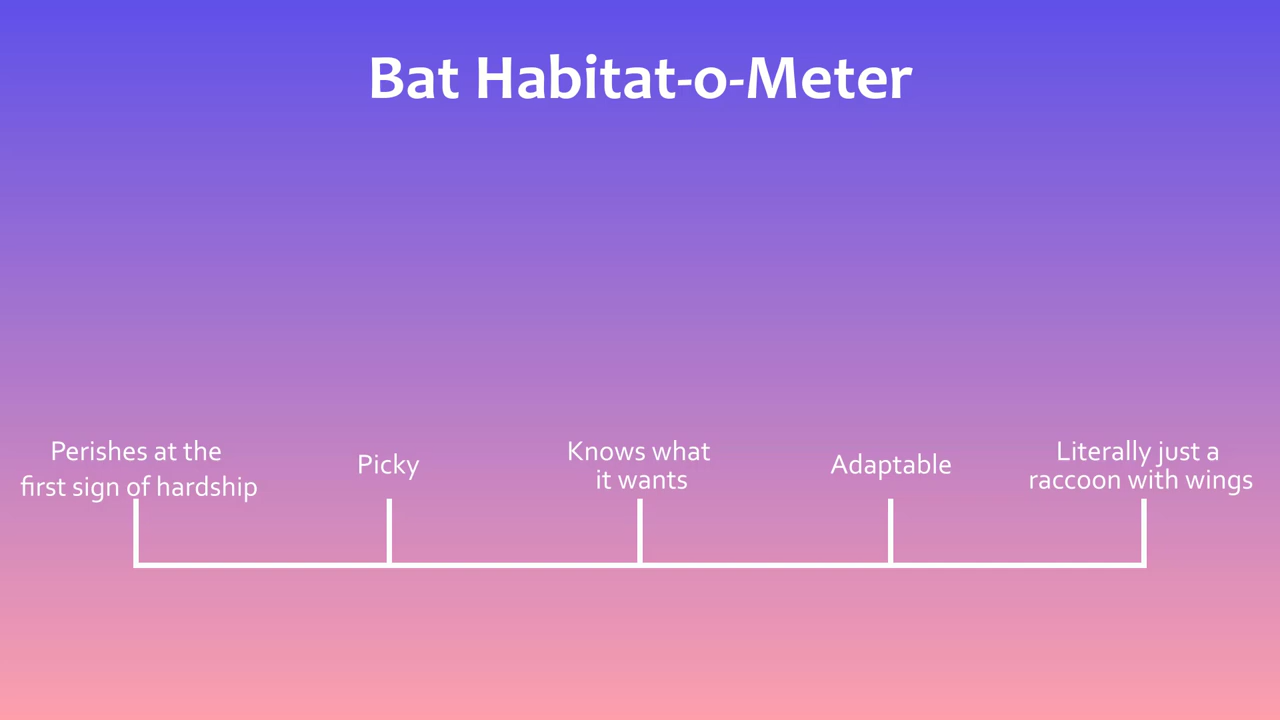 Bat Habitat-o-Meter
Perishes at the
first sign of hardship
Picky
Knows what
it wants
Adaptable
Literally just a
raccoon with wings